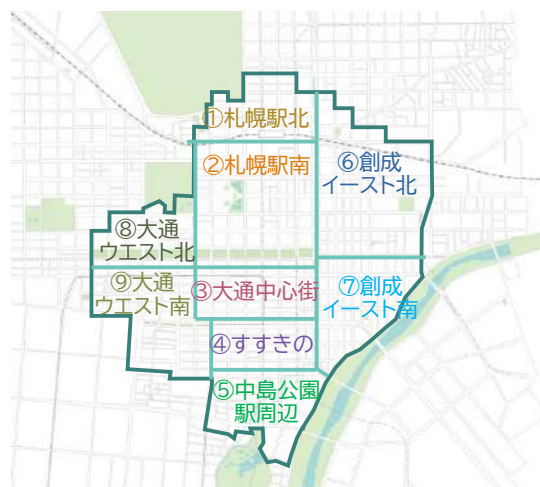 ①札幌駅北
②札幌駅南
⑥創成
イースト北
⑧大通
ウエスト北
⑨大通
ウエスト南
③大通中心街
⑦創成
イースト南
④すすきの
⑤中島公園
駅周辺